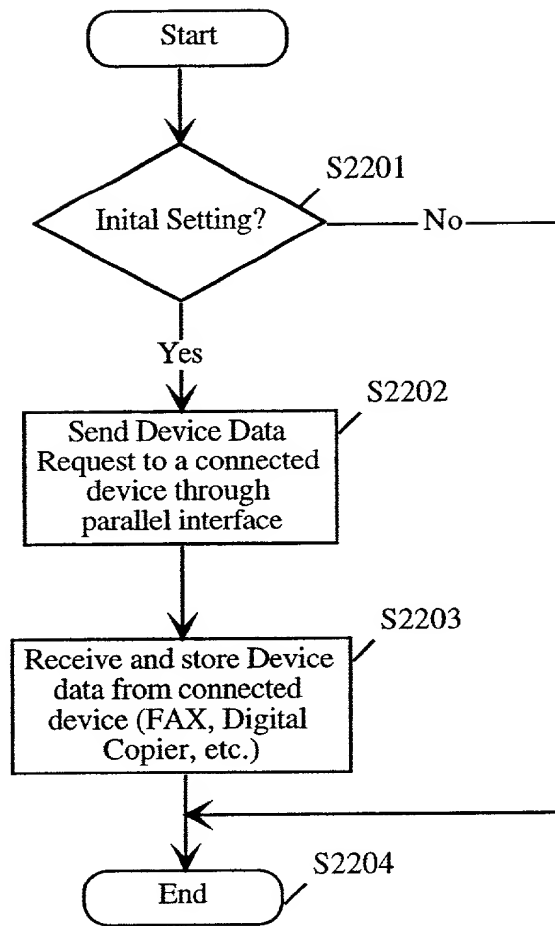 Start
S2201
Inital Setting?
No
Yes
S2202
Send Device Data
Request to a connected
device through
parallel interface
S2203
Receive and store Device
data from connected
device (FAX, Digital
Copier, etc.)
S2204
End